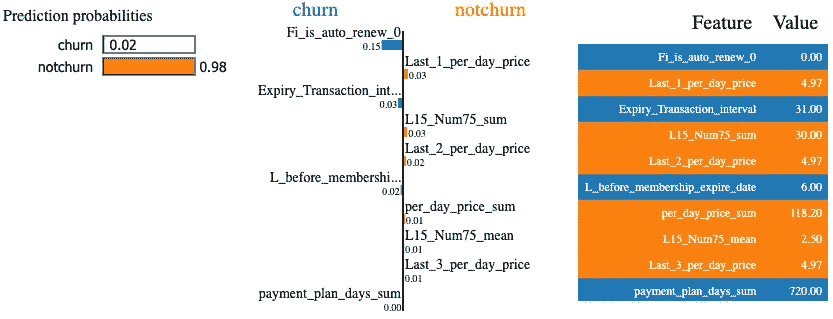 Prediction probabilities
churn 0.02
notchurn 0.98
churn notchurn
Fi_is_auto_renew_0
0.15
Last_1_per_day_price
0.03
Expiry_Transaction_int...
0.03
L15_Num75_sum
0.03
Last_2_per_day_price
0.02
L_before_membershi...
0.02
per_day_price_sum
0.01
L15_Num75_mean
0.01
Last_3_per_day_price
0.01
payment_plan_days_sum
0.00
Feature Value
Fi_is_auto_renew_0 0.00
Last_1_per_day_price 4.97
Expiry_Transaction_interval 31.00
L15_Num75_sum 30.00
Last_2_per_day_price 4.97
L_before_membership_expire_date 6.00
per_day_price_sum 118.20
L15_Num75_mean 2.50
Last_3_per_day_price 4.97
payment_plan_days_sum 720.00